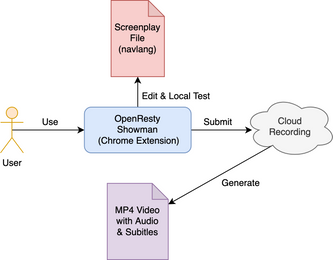 Screenplay
File
(navlang)
Edit & Local Test
Use
OpenResty
Showman
(Chrome Extension)
Submit
Cloud
Recording
User
Generate
MP4 Video
with Audio
& Subitles